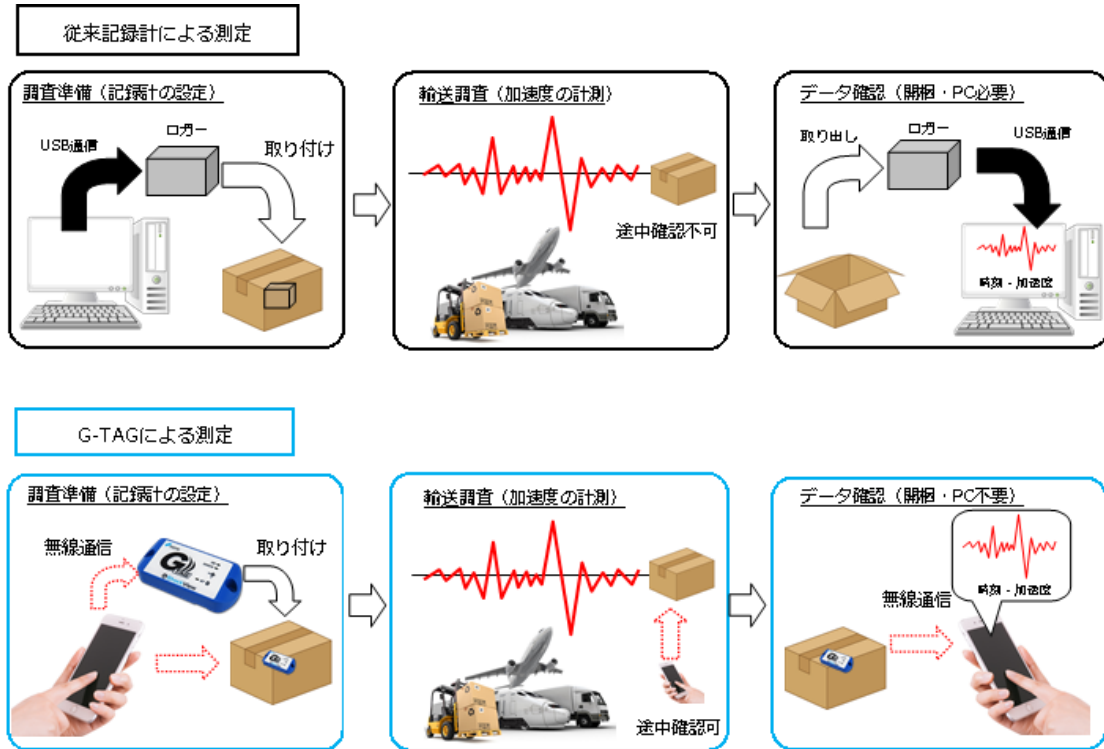 従来記録計による測定
調査準備（記録計の設定）
USB通信
ロガー
取り付け
輸送調査（加速度の計測）
途中確認不可
データ確認（開梱・PC必要）
取り出し
ロガー
USB通信
時刻 - 加速度
G-TAGによる測定
調査準備（記録計の設定）
無線通信
取り付け
輸送調査（加速度の計測）
途中確認可
データ確認（開梱・PC不要）
時刻 - 加速度
無線通信